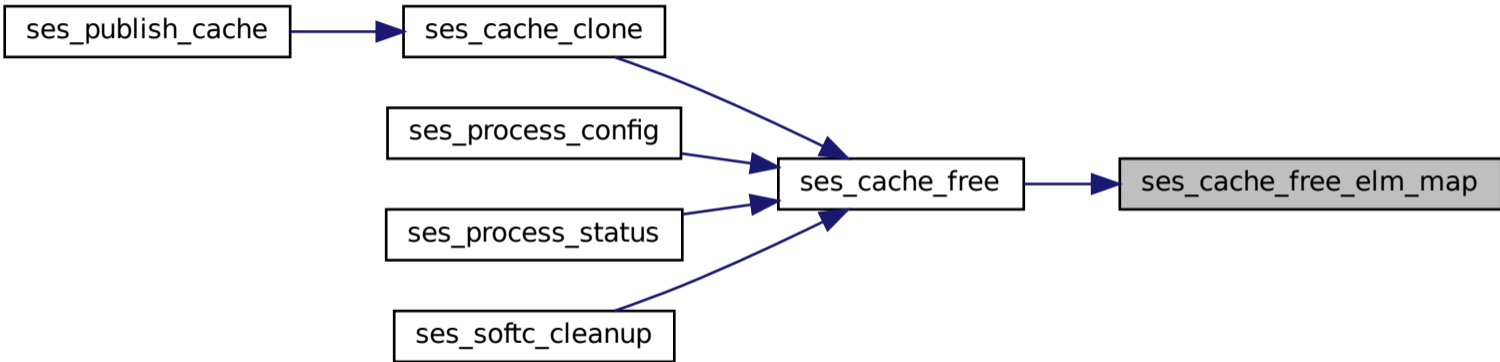 ses_publish_cache
ses_cache_clone
ses_process_config
ses_cache_free
ses_cache_free_elm_map
ses_process_status
ses_softc_cleanup